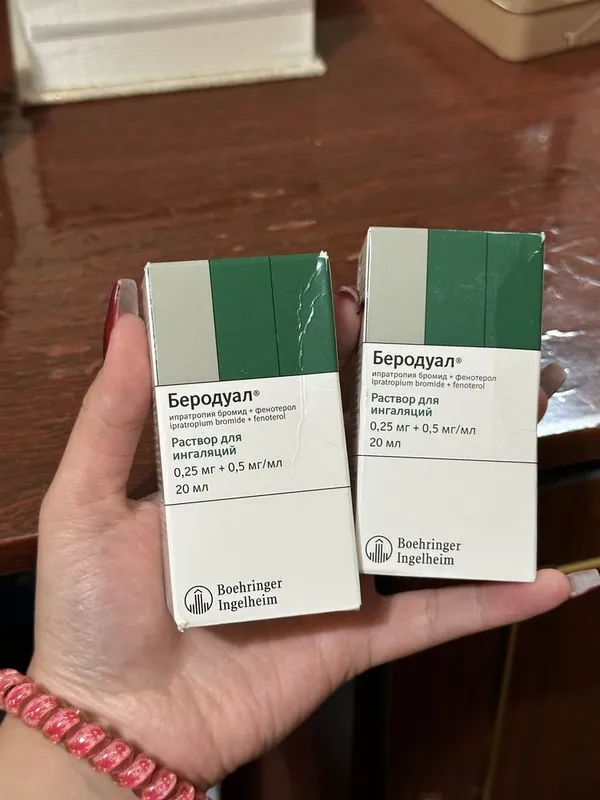 Беродуал®
ипратропия бромид + фенотерол
ipratropium bromide + fenoterol
Раствор для
ингаляций
0,25 мг + 0,5 мг/мл
20 мл
Boehringer
Ingelheim
Беродуал®
ипратропия бромид + фенотерол
ipratropium bromide + fenoterol
Раствор для
ингаляций
0,25 мг + 0,5 мг/мл
20 мл
Boehringer
Ingelheim